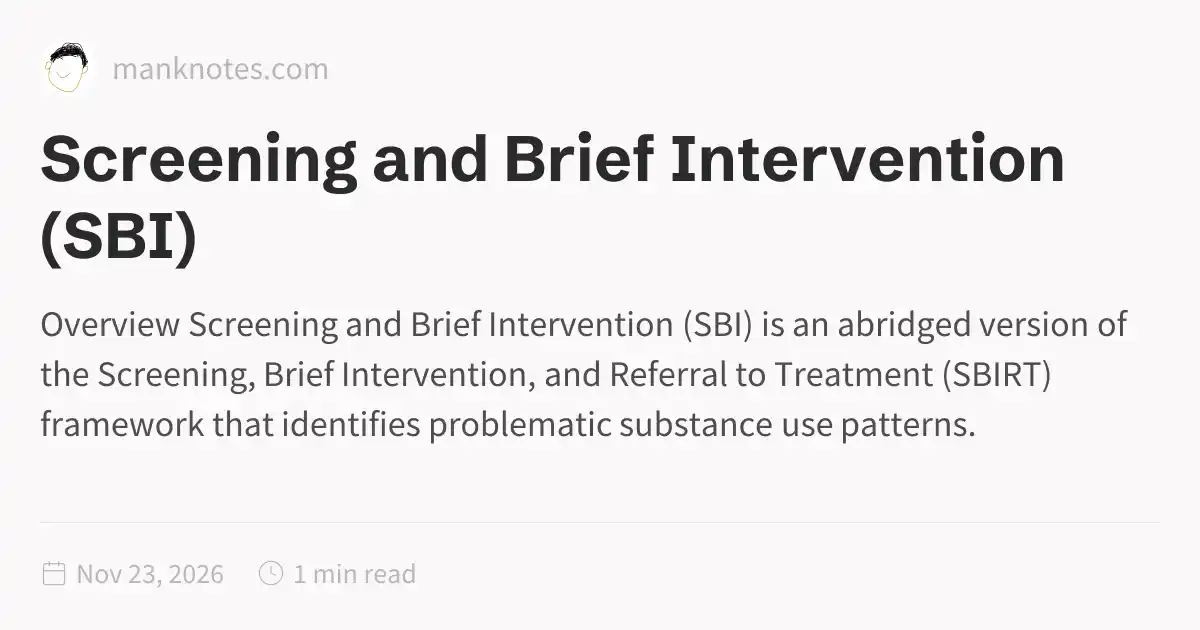 manknotes.com
Screening and Brief Intervention
(SBI)
Overview Screening and Brief Intervention (SBI) is an abridged version of
the Screening, Brief Intervention, and Referral to Treatment (SBIRT)
framework that identifies problematic substance use patterns.
Nov 23, 2026 1 min read